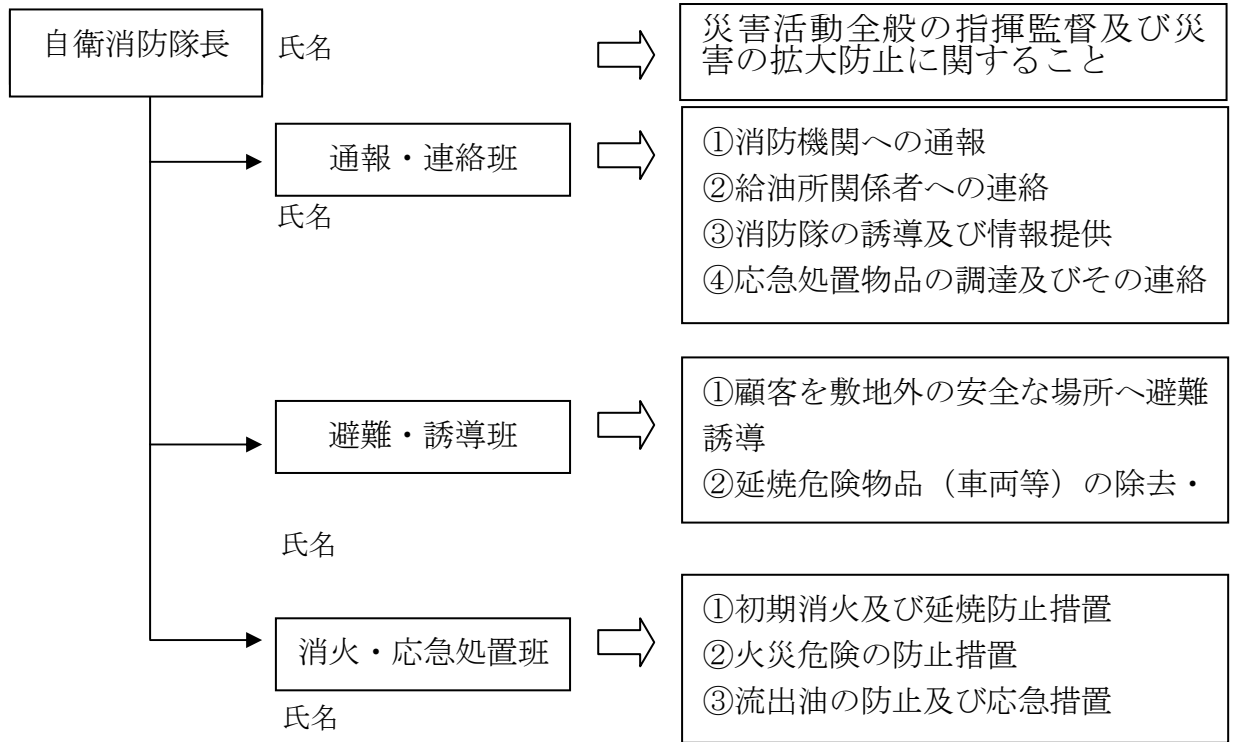 自衛消防隊長
氏名
災害活動全般の指揮監督及び災
害の拡大防止に関すること
通報・連絡班
氏名
①消防機関への通報
②給油所関係者への連絡
③消防隊の誘導及び情報提供
④応急処置物品の調達及びその連絡
避難・誘導班
氏名
①顧客を敷地外の安全な場所へ避難
誘導
②延焼危険物品（車両等）の除去・
消火・応急処置班
氏名
①初期消火及び延焼防止措置
②火災危険の防止措置
③流出油の防止及び応急措置